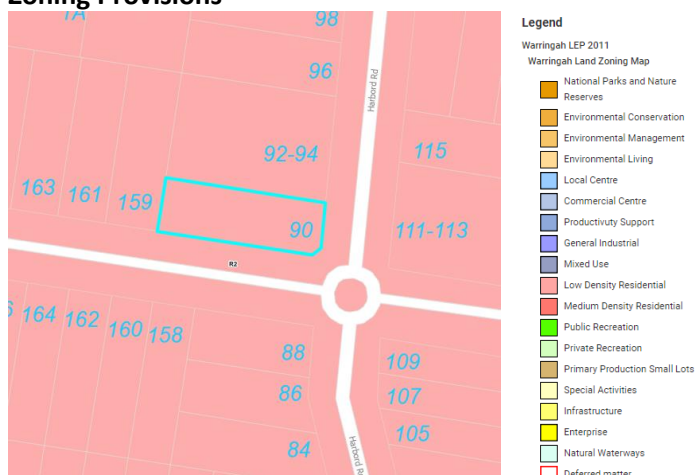 Zoning Provisions
1A
98
96
Harbord Rd
92-94
115
163 161 159
90
111-113
R2
164 162 160 158
88
109
86
107
84
105
Harbord Rd
Legend
Warringah LEP 2011
Warringah Land Zoning Map
National Parks and Nature
Reserves
Environmental Conservation
Environmental Management
Environmental Living
Local Centre
Commercial Centre
Productivuty Support
General Industrial
Mixed Use
Low Density Residential
Medium Density Residential
Public Recreation
Private Recreation
Primary Production Small Lots
Special Activities
Infrastructure
Enterprise
Natural Waterways
Deferred matter